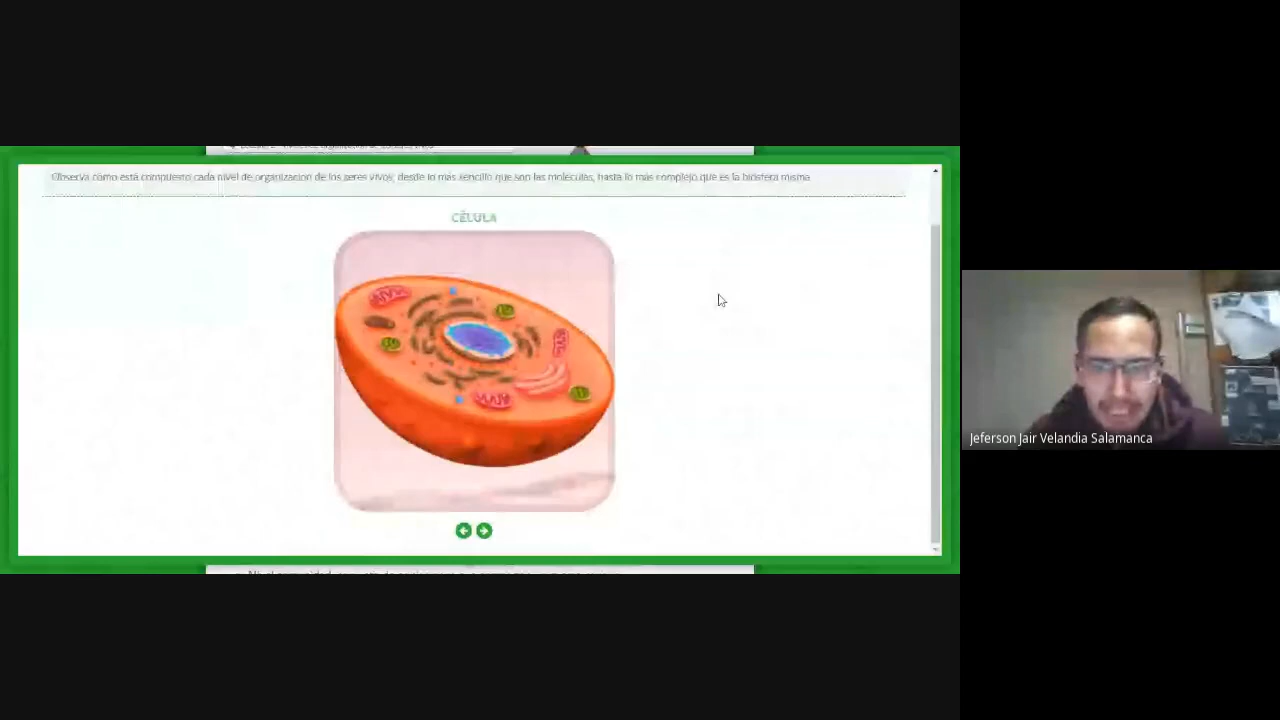 Observa cómo está compuesto cada nivel de organización de los seres vivos, desde lo más sencillo que son las moléculas, hasta lo más complejo que es la biósfera misma
CÉLULA
Jeferson Jair Velandia Salamanca